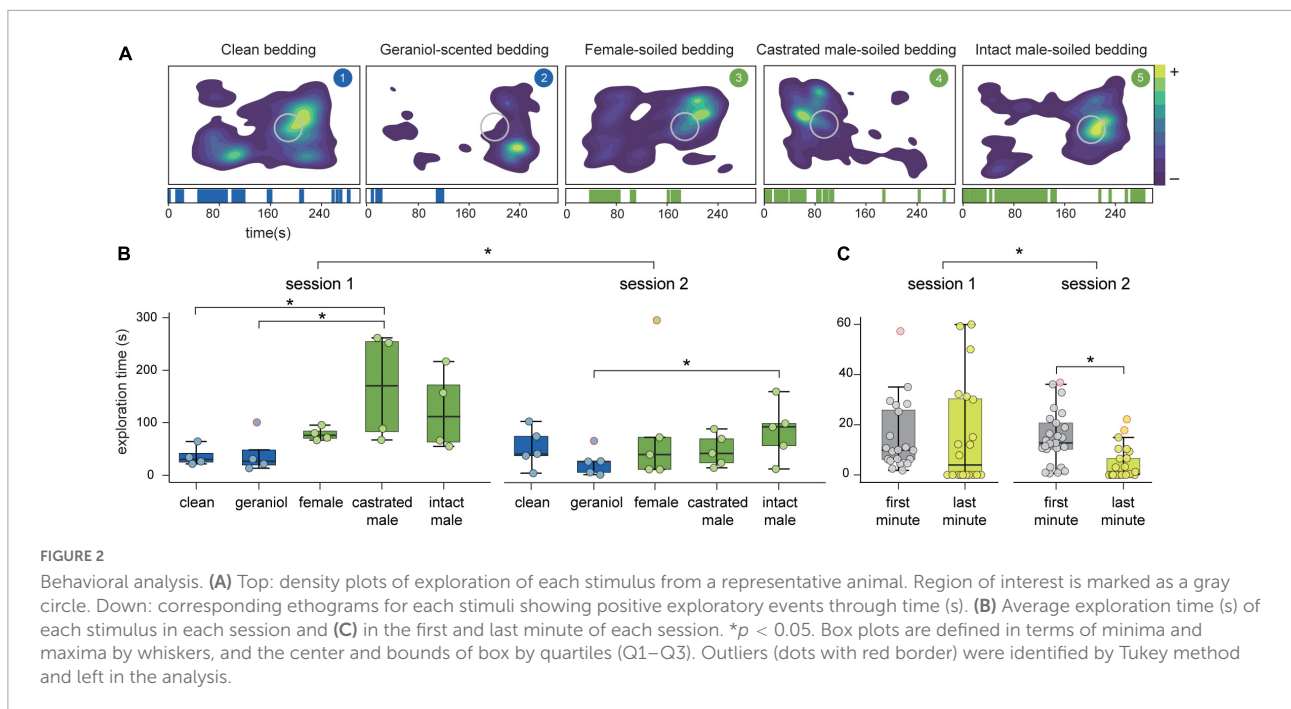 A
Clean bedding
Geraniol-scented bedding
Female-soiled bedding
Castrated male-soiled bedding
Intact male-soiled bedding
1
2
3
4
5
+
–
0 80 160 240
0 80 160 240
0 80 160 240
0 80 160 240
0 80 160 240
time(s)
B
*
session 1
session 2
*
*
*
exploration time (s)
300
200
100
0
clean
geraniol
female
castrated
male
intact
male
clean
geraniol
female
castrated
male
intact
male
C
*
session 1
session 2
*
60
40
20
0
first
minute
last
minute
first
minute
last
minute
FIGURE 2
Behavioral analysis. (A) Top: density plots of exploration of each stimulus from a representative animal. Region of interest is marked as a gray
circle. Down: corresponding ethograms for each stimuli showing positive exploratory events through time (s). (B) Average exploration time (s) of
each stimulus in each session and (C) in the first and last minute of each session. *p < 0.05. Box plots are defined in terms of minima and
maxima by whiskers, and the center and bounds of box by quartiles (Q1–Q3). Outliers (dots with red border) were identified by Tukey method
and left in the analysis.